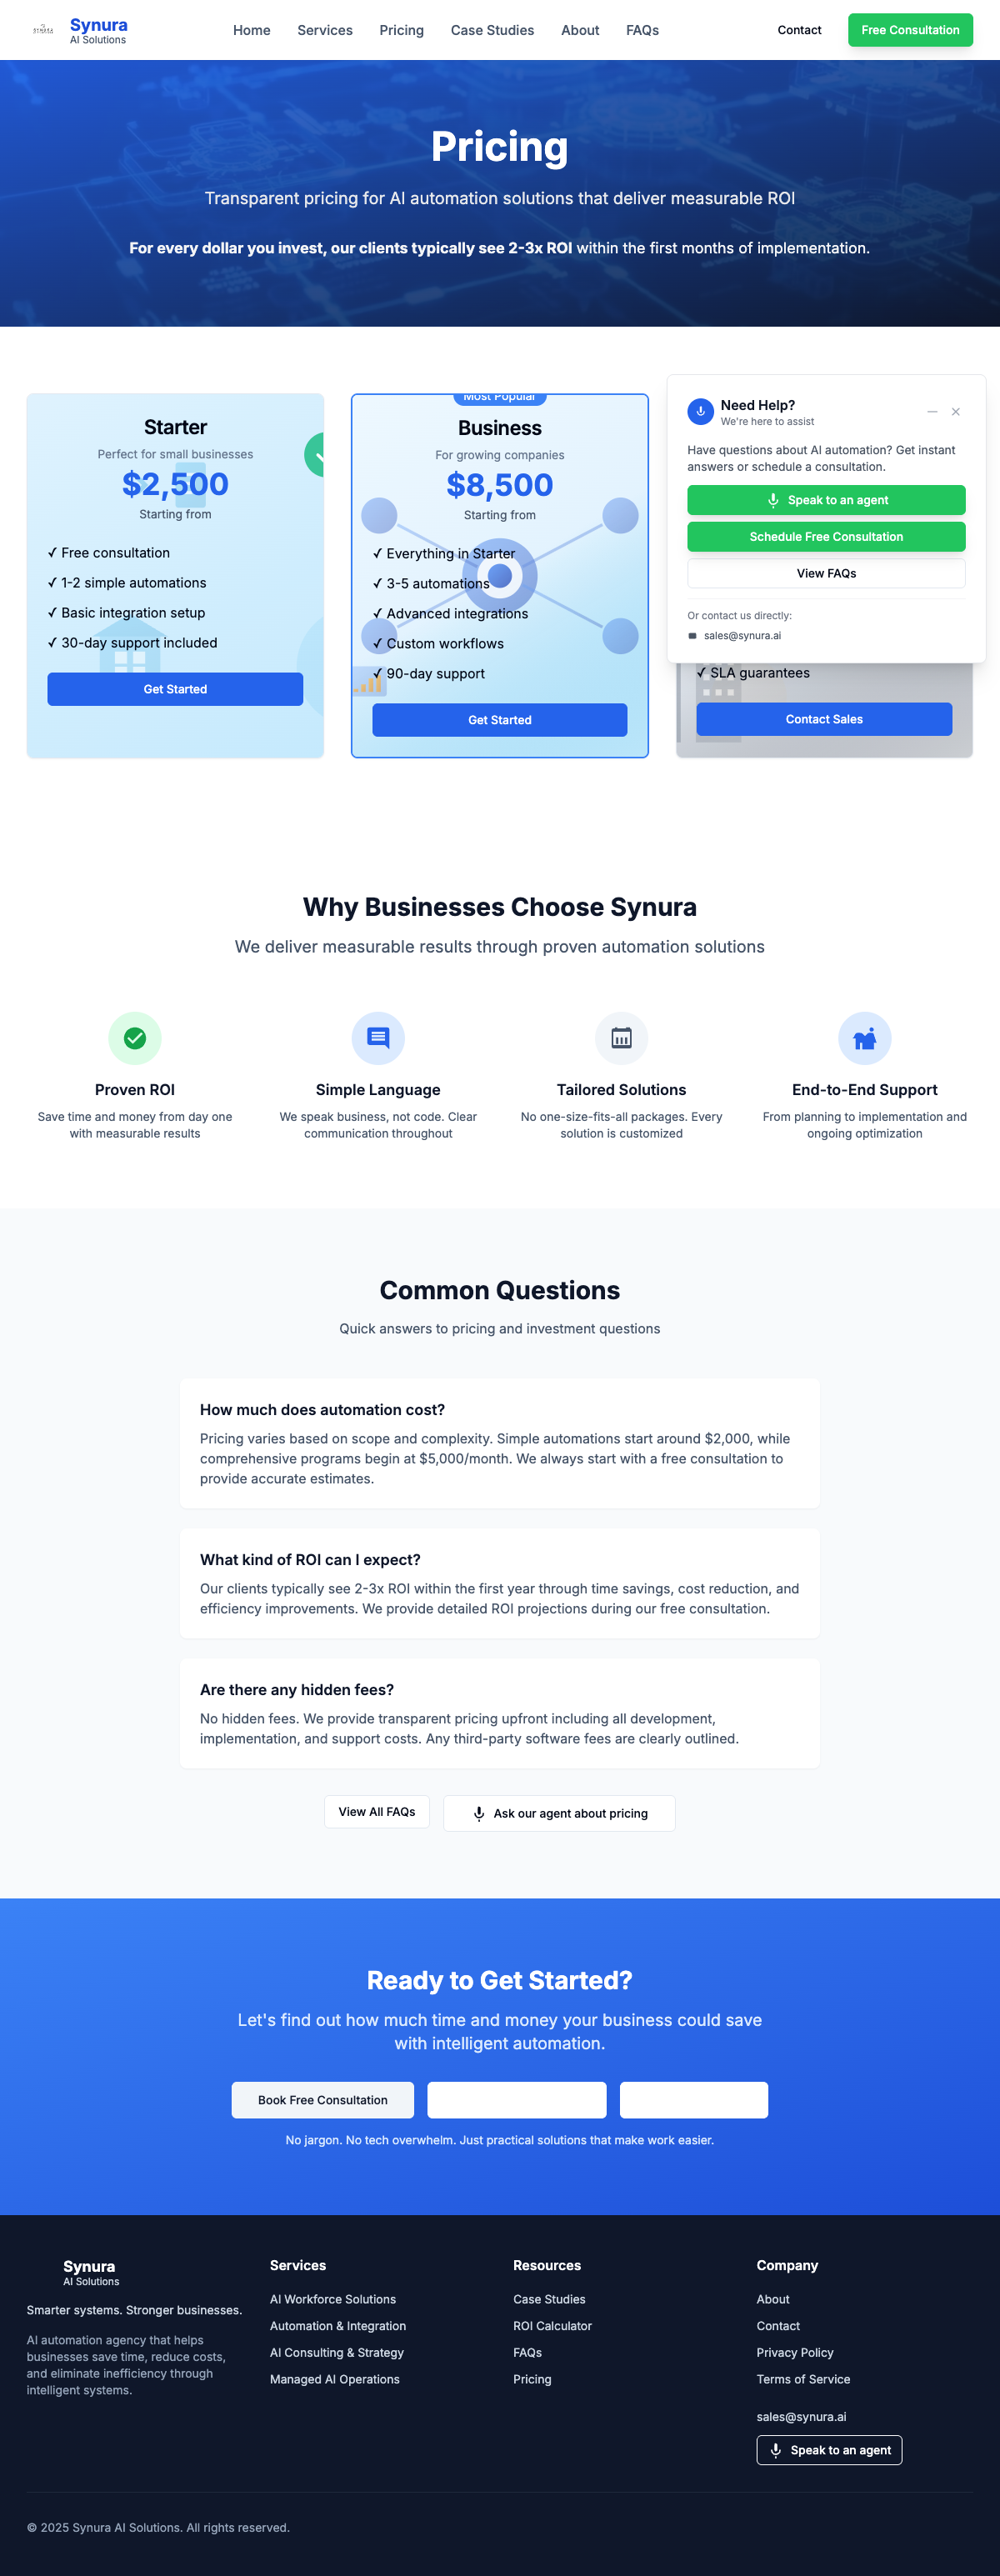 Synura
AI Solutions
Home
Services
Pricing
Case Studies
About
FAQs
Contact
Free Consultation
Pricing
Transparent pricing for AI automation solutions that deliver measurable ROI
For every dollar you invest, our clients typically see 2-3x ROI within the first months of implementation.
Starter
Perfect for small businesses
$2,500
Starting from
✓ Free consultation
✓ 1-2 simple automations
✓ Basic integration setup
✓ 30-day support included
Get Started
Most Popular
Business
For growing companies
$8,500
Starting from
✓ Everything in Starter
✓ 3-5 automations
✓ Advanced integrations
✓ Custom workflows
✓ 90-day support
Get Started
Need Help?
We're here to assist
Have questions about AI automation? Get instant
answers or schedule a consultation.
Speak to an agent
Schedule Free Consultation
View FAQs
Or contact us directly:
sales@synura.ai
✓ SLA guarantees
Contact Sales
Why Businesses Choose Synura
We deliver measurable results through proven automation solutions
Proven ROI
Save time and money from day one
with measurable results
Simple Language
We speak business, not code. Clear
communication throughout
Tailored Solutions
No one-size-fits-all packages. Every
solution is customized
End-to-End Support
From planning to implementation and
ongoing optimization
Common Questions
Quick answers to pricing and investment questions
How much does automation cost?
Pricing varies based on scope and complexity. Simple automations start around $2,000, while
comprehensive programs begin at $5,000/month. We always start with a free consultation to
provide accurate estimates.
What kind of ROI can I expect?
Our clients typically see 2-3x ROI within the first year through time savings, cost reduction, and
efficiency improvements. We provide detailed ROI projections during our free consultation.
Are there any hidden fees?
No hidden fees. We provide transparent pricing upfront including all development,
implementation, and support costs. Any third-party software fees are clearly outlined.
View All FAQs
Ask our agent about pricing
Ready to Get Started?
Let's find out how much time and money your business could save
with intelligent automation.
Book Free Consultation
No jargon. No tech overwhelm. Just practical solutions that make work easier.
Synura
AI Solutions
Smarter systems. Stronger businesses.
AI automation agency that helps
businesses save time, reduce costs,
and eliminate inefficiency through
intelligent systems.
Services
AI Workforce Solutions
Automation & Integration
AI Consulting & Strategy
Managed AI Operations
Resources
Case Studies
ROI Calculator
FAQs
Pricing
Company
About
Contact
Privacy Policy
Terms of Service
sales@synura.ai
Speak to an agent
© 2025 Synura AI Solutions. All rights reserved.